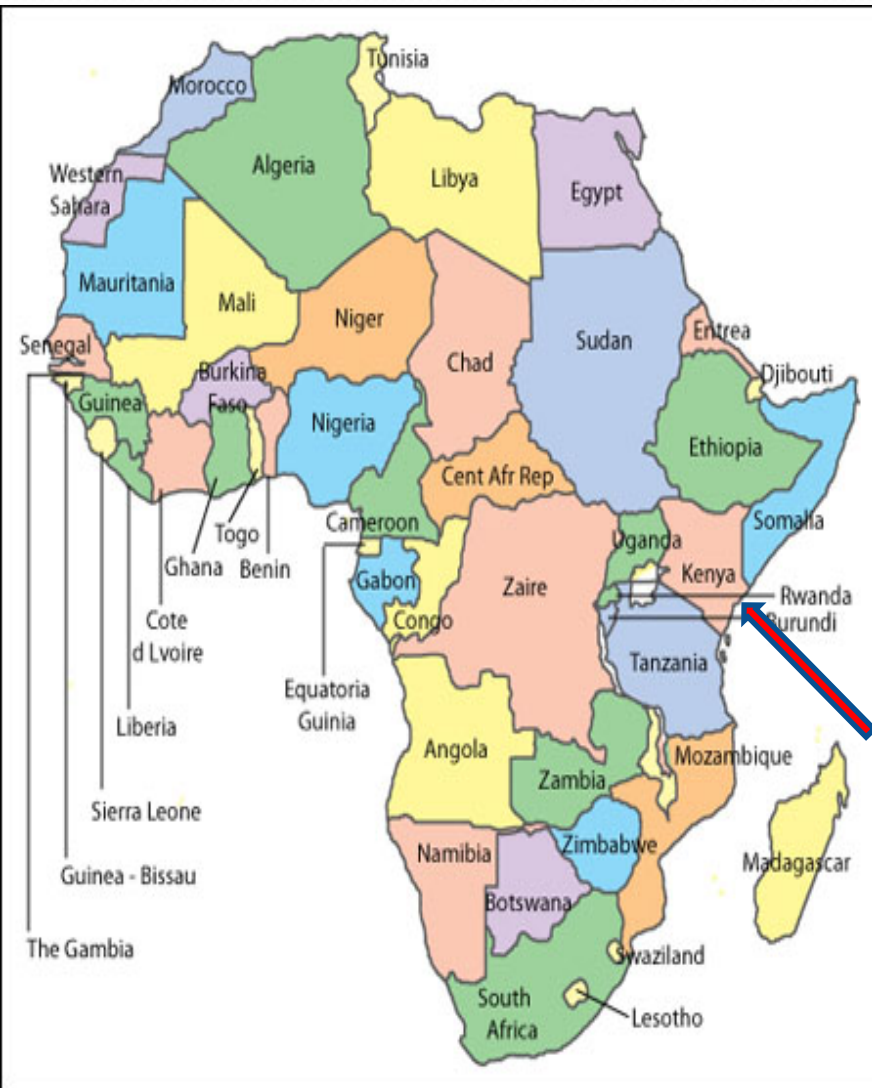 Tunisia
Morocco
Algeria
Libya
Egypt
Western
Sahara
Mauritania
Mali
Niger
Chad
Sudan
Eritrea
Senegal
Djibouti
Burkina
Faso
Guinea
Nigeria
Ethiopia
Cent Afr Rep
Somalla
Cameroon
Togo
Ghana
Benin
Uganda
Kenya
Gabon
Zaire
Rwanda
Burundi
Congo
Cote
d Lvoire
Tanzania
Equatoria
Guinia
Liberia
Angola
Mozambique
Zambia
Sierra Leone
Namibia
Zimbabwe
Madagascar
Guinea - Bissau
Botswana
The Gambia
Swaziland
South
Africa
Lesotho